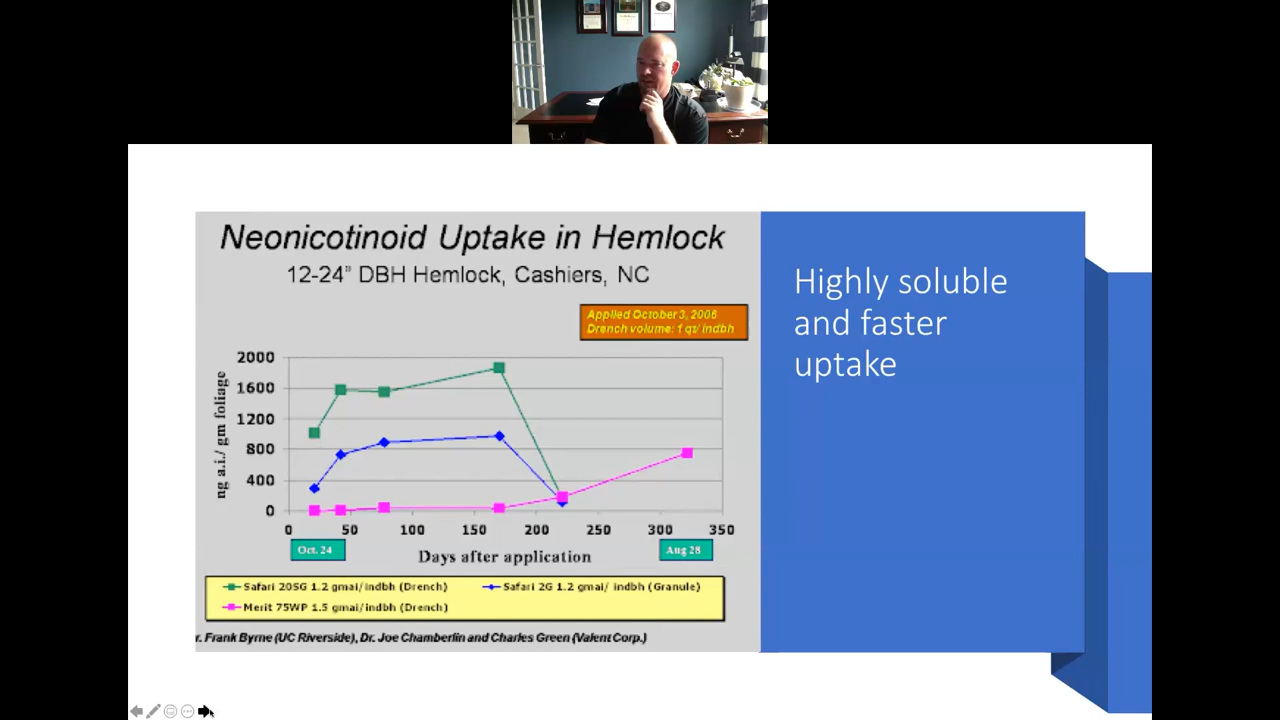 Neonicotinoid Uptake in Hemlock
12-24" DBH Hemlock, Cashiers, NC
Applied October 3, 2006
Drench volume: 1 qt/ indbh
2000
1600
1200
800
400
0
ng a.i./ gm foliage
0 50 100 150 200 250 300 350
Oct. 24
Days after application
Aug 28
Safari 20SG 1.2 gmai/indbh (Drench)
Safari 2G 1.2 gmai/ indbh (Granule)
Merit 75WP 1.5 gmai/indbh (Drench)
r. Frank Byrne (UC Riverside), Dr. Joe Chamberlin and Charles Green (Valent Corp.)
Highly soluble
and faster
uptake